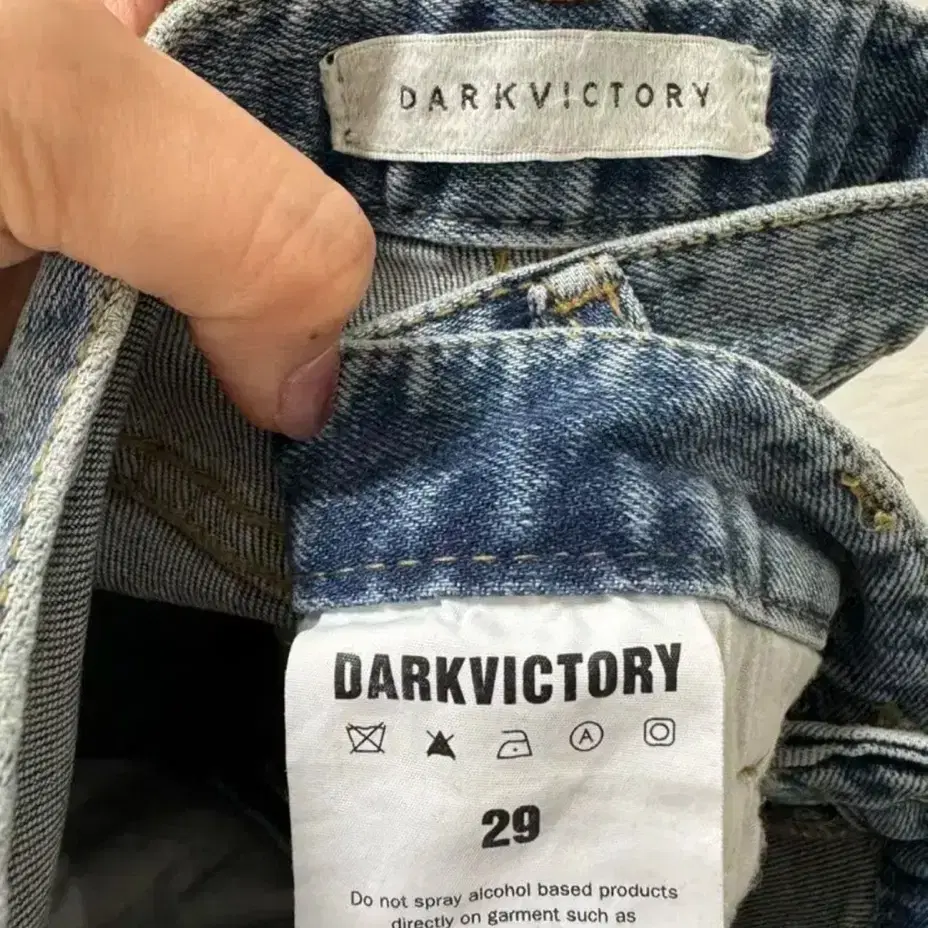 DARKVICTORY
DARKVICTORY
A
29
Do not spray alcohol based products
directly on garment such as